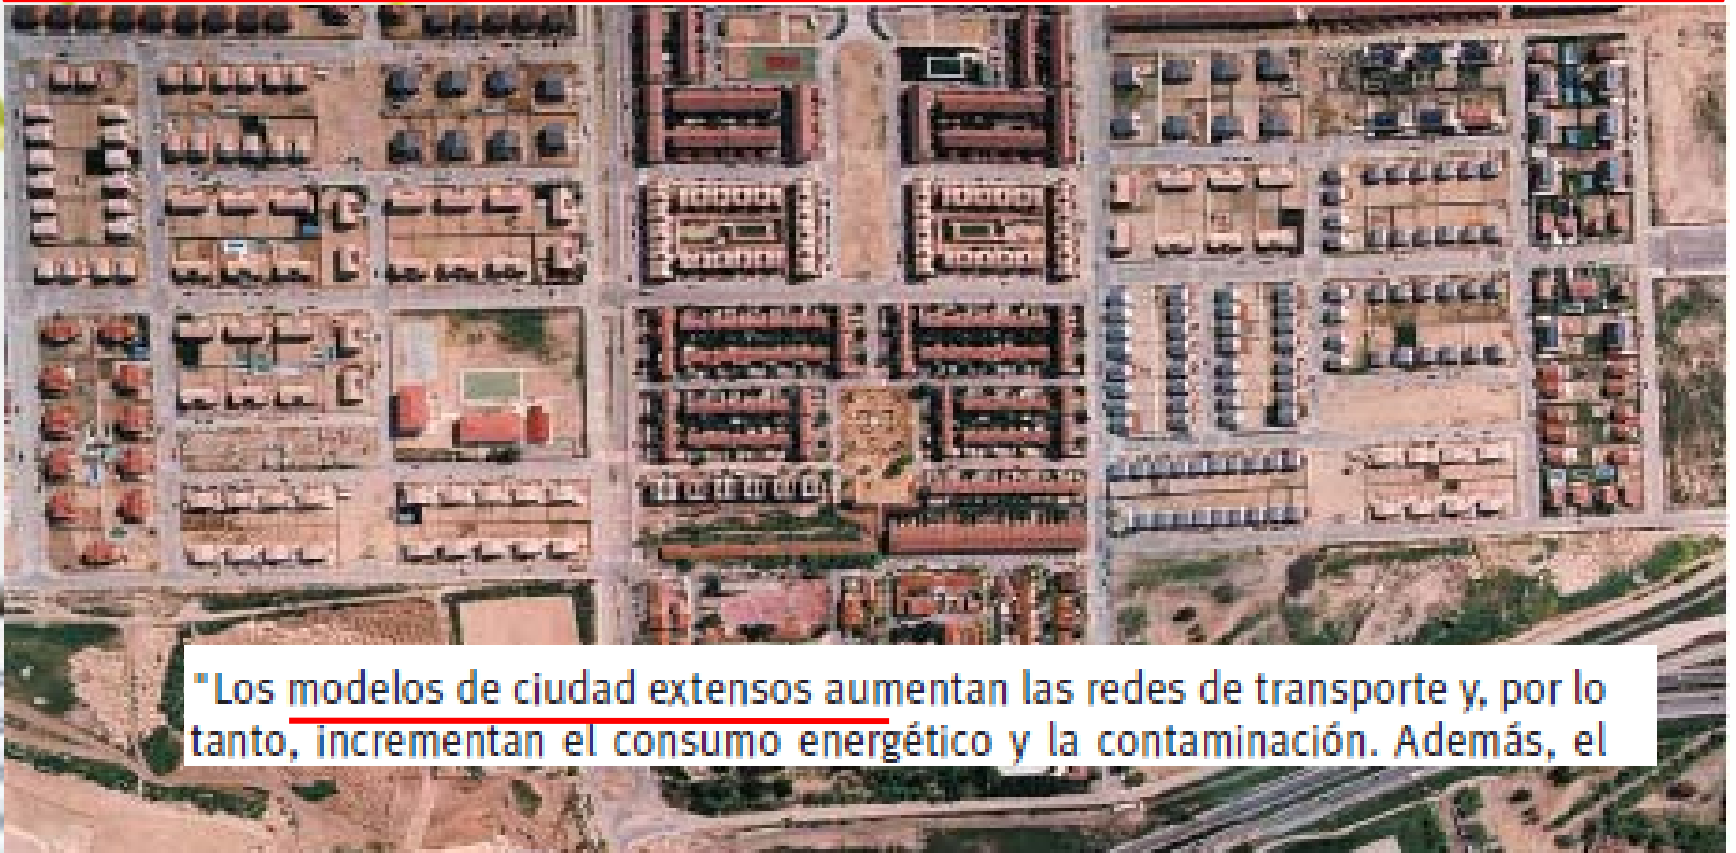 "Los modelos de ciudad extensos aumentan las redes de transporte y, por lo
tanto, incrementan el consumo energético y la contaminación. Además, el